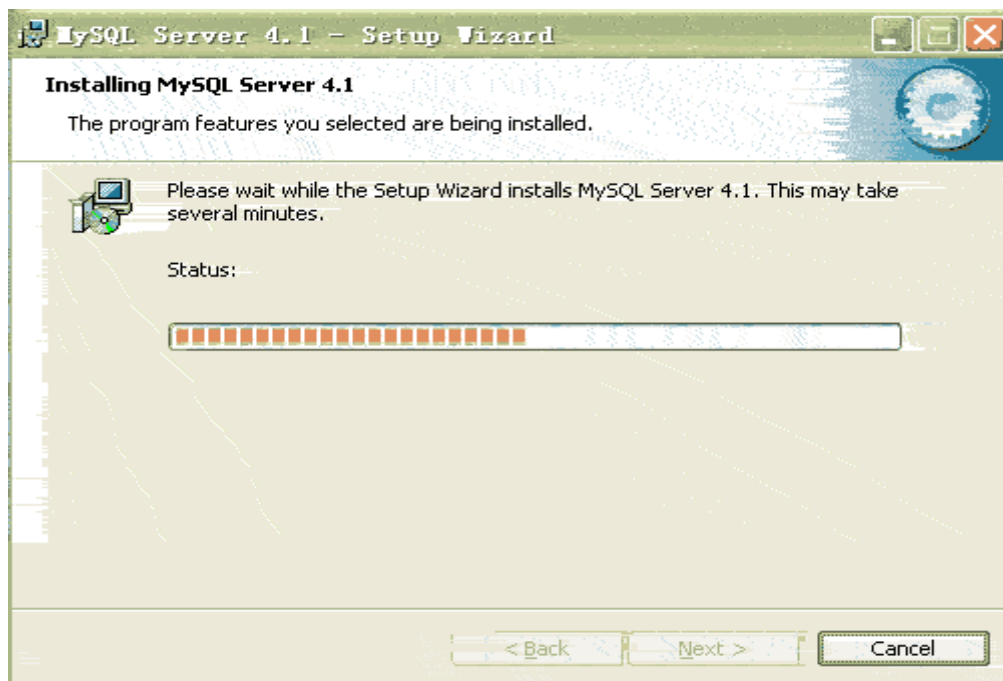 MySQL Server 4.1 - Setup Wizard
Installing MySQL Server 4.1
The program features you selected are being installed.
Please wait while the Setup Wizard installs MySQL Server 4.1. This may take
several minutes.
Status:
< Back Next > Cancel